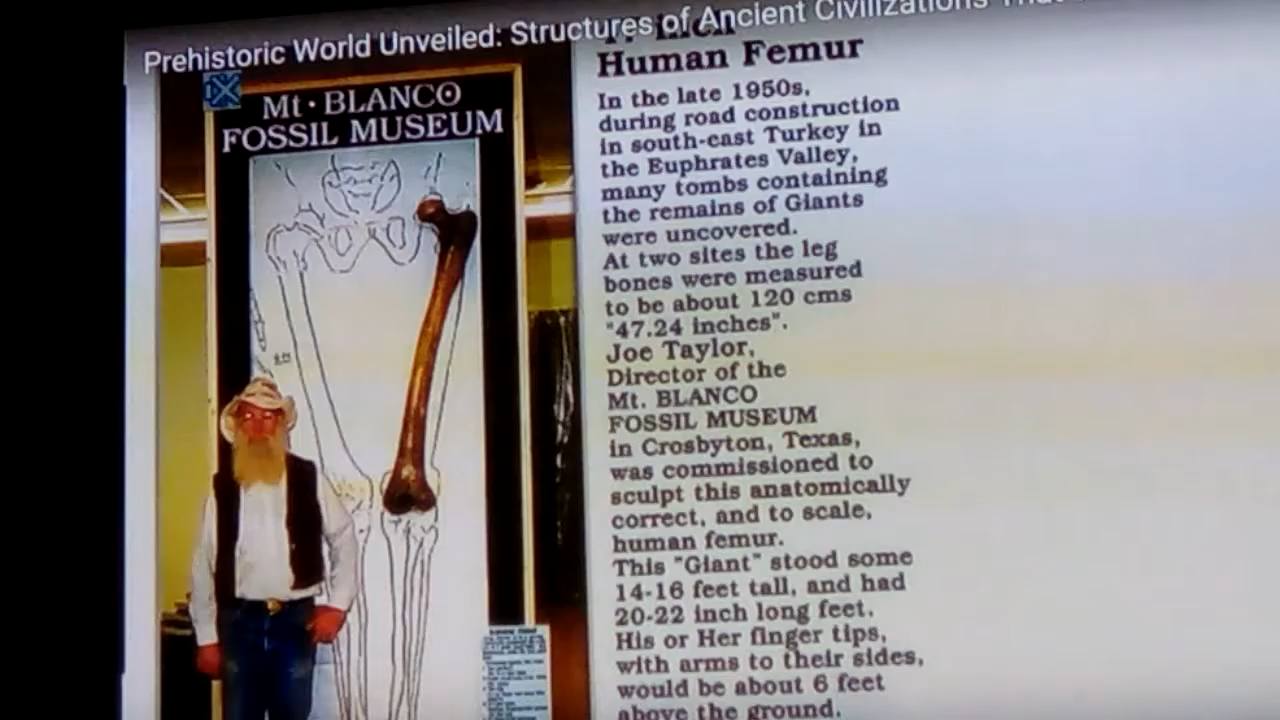 Prehistoric World Unveiled: Structures of Ancient Civilizations
Mt·BLANCO
FOSSIL MUSEUM
Human Femur
In the late 1950s,
during road construction
in south-east Turkey in
the Euphrates Valley,
many tombs containing
the remains of Giants
were uncovered.
At two sites the leg
bones were measured
to be about 120 cms
"47.24 inches".
Joe Taylor,
Director of the
Mt. BLANCO
FOSSIL MUSEUM
in Crosbyton, Texas,
was commissioned to
sculpt this anatomically
correct, and to scale,
human femur.
This "Giant" stood some
14-16 feet tall, and had
20-22 inch long feet.
His or Her finger tips,
with arms to their sides,
would be about 6 feet
above the ground.